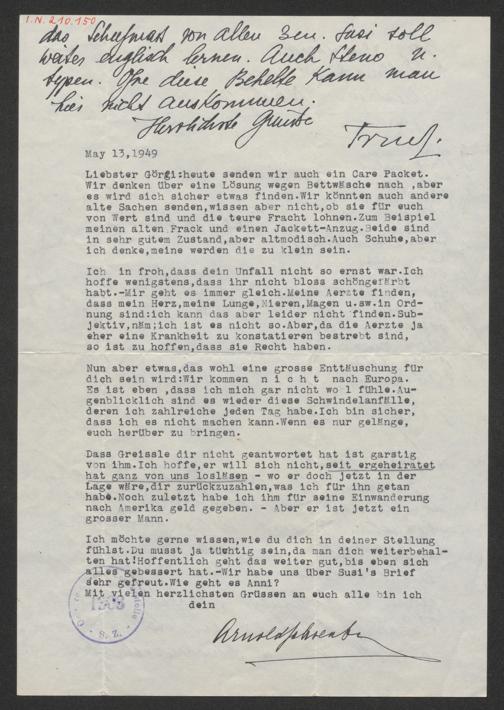 I.N. 210.150
das Schuhmass von allen 3en. Susi soll
weiter englisch lernen. Auch Steno u.
typen. Ohne diese Behelfe kann man
hier nicht auskommen.
Herzlichste Grüsse
Trude.
May 13,1949
Liebster Görgi:heute senden wir auch ein Care Packet.
Wir denken über eine Lösung wegen Bettwäsche nach ,aber
es wird sich sicher etwas finden.Wir könnten auch andere
alte Sachen senden,wissen aber nicht,ob sie für euch
von Wert sind und die teure Fracht lohnen.Zum Beispiel
meinen alten Frack und einen Jackett-Anzug.Beide sind
in sehr gutem Zustand,aber altmodisch.Auch Schuhe,aber
ich denke,meine werden die zu klein sein.
Ich in froh,dass dein Unfall nicht so ernst war.Ich
hoffe wenigstens,dass ihr nicht bloss schöngefärbt
habt.-Mir geht es immer gleich.Meine Aerzte finden,
dass mein Herz,meine Lunge,Nieren,Magen u.sw.in Ord-
nung sind:ich kann das aber leider nicht finden.Sub-
jektiv,näm;ich ist es nicht so.Aber,da die Aerzte ja
eher eine Krankheit zu konstatieren bestrebt sind,
so ist zu hoffen,dass sie Recht haben.
Nun aber etwas,das wohl eine grosse Enttäuschung für
dich sein wird:Wir kommen n i c h t nach Europa.
Es ist eben ,dass ich mich gar nicht wo l fühle.Au-
genblicklich sind es wieder diese Schwindelanfälle,
deren ich zahlreiche jeden Tag habe.Ich bin sicher,
dass ich es nicht machen kann.Wenn es nur gelänge,
euch herüber zu bringen.
Dass Greissle dir nicht geantwortet hat ist garstig
von ihm.Ich hoffe,er will sich nicht,seit ergeheiratet
hat ganz von uns loslösen - wo er doch jetzt in der
Lage wäre,dir zurückzuzahlen,was ich für ihn getan
habe.Noch zuletzt habe ich ihm für seine Einwanderung
nach Amerika geld gegeben. - Aber er ist jetzt ein
grosser Mann.
Ich möchte gerne wissen,wie du dich in deiner Stellung
fühlst.Du musst ja tüchtig sein,da man dich weiterbehal-
ten hat!Hoffentlich geht das weiter gut,bis eben sich
alles gebessert hat.-Wir habe uns über Susi's Brief
sehr gefreut.Wie geht es Anni?
Mit vielen herzlichsten Grüssen an euch alle bin ich
dein
Arnold Schoenberg